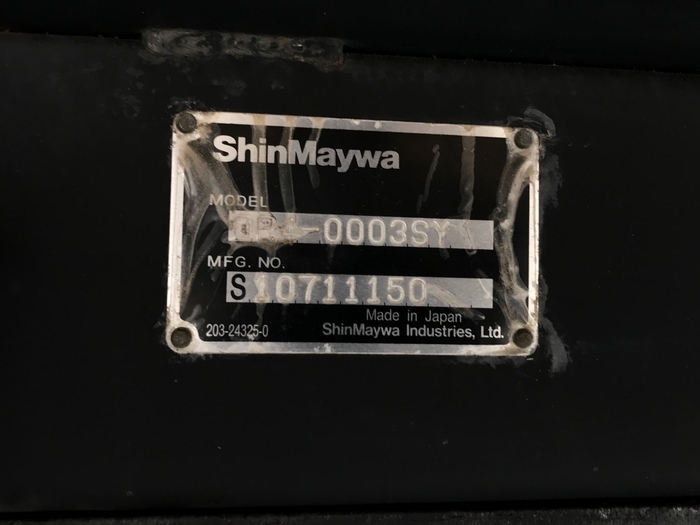 ShinMaywa
MODEL
-0003SY
MFG. NO.
S10711150
Made in Japan
203-24325-0 ShinMaywa Industries, Ltd.